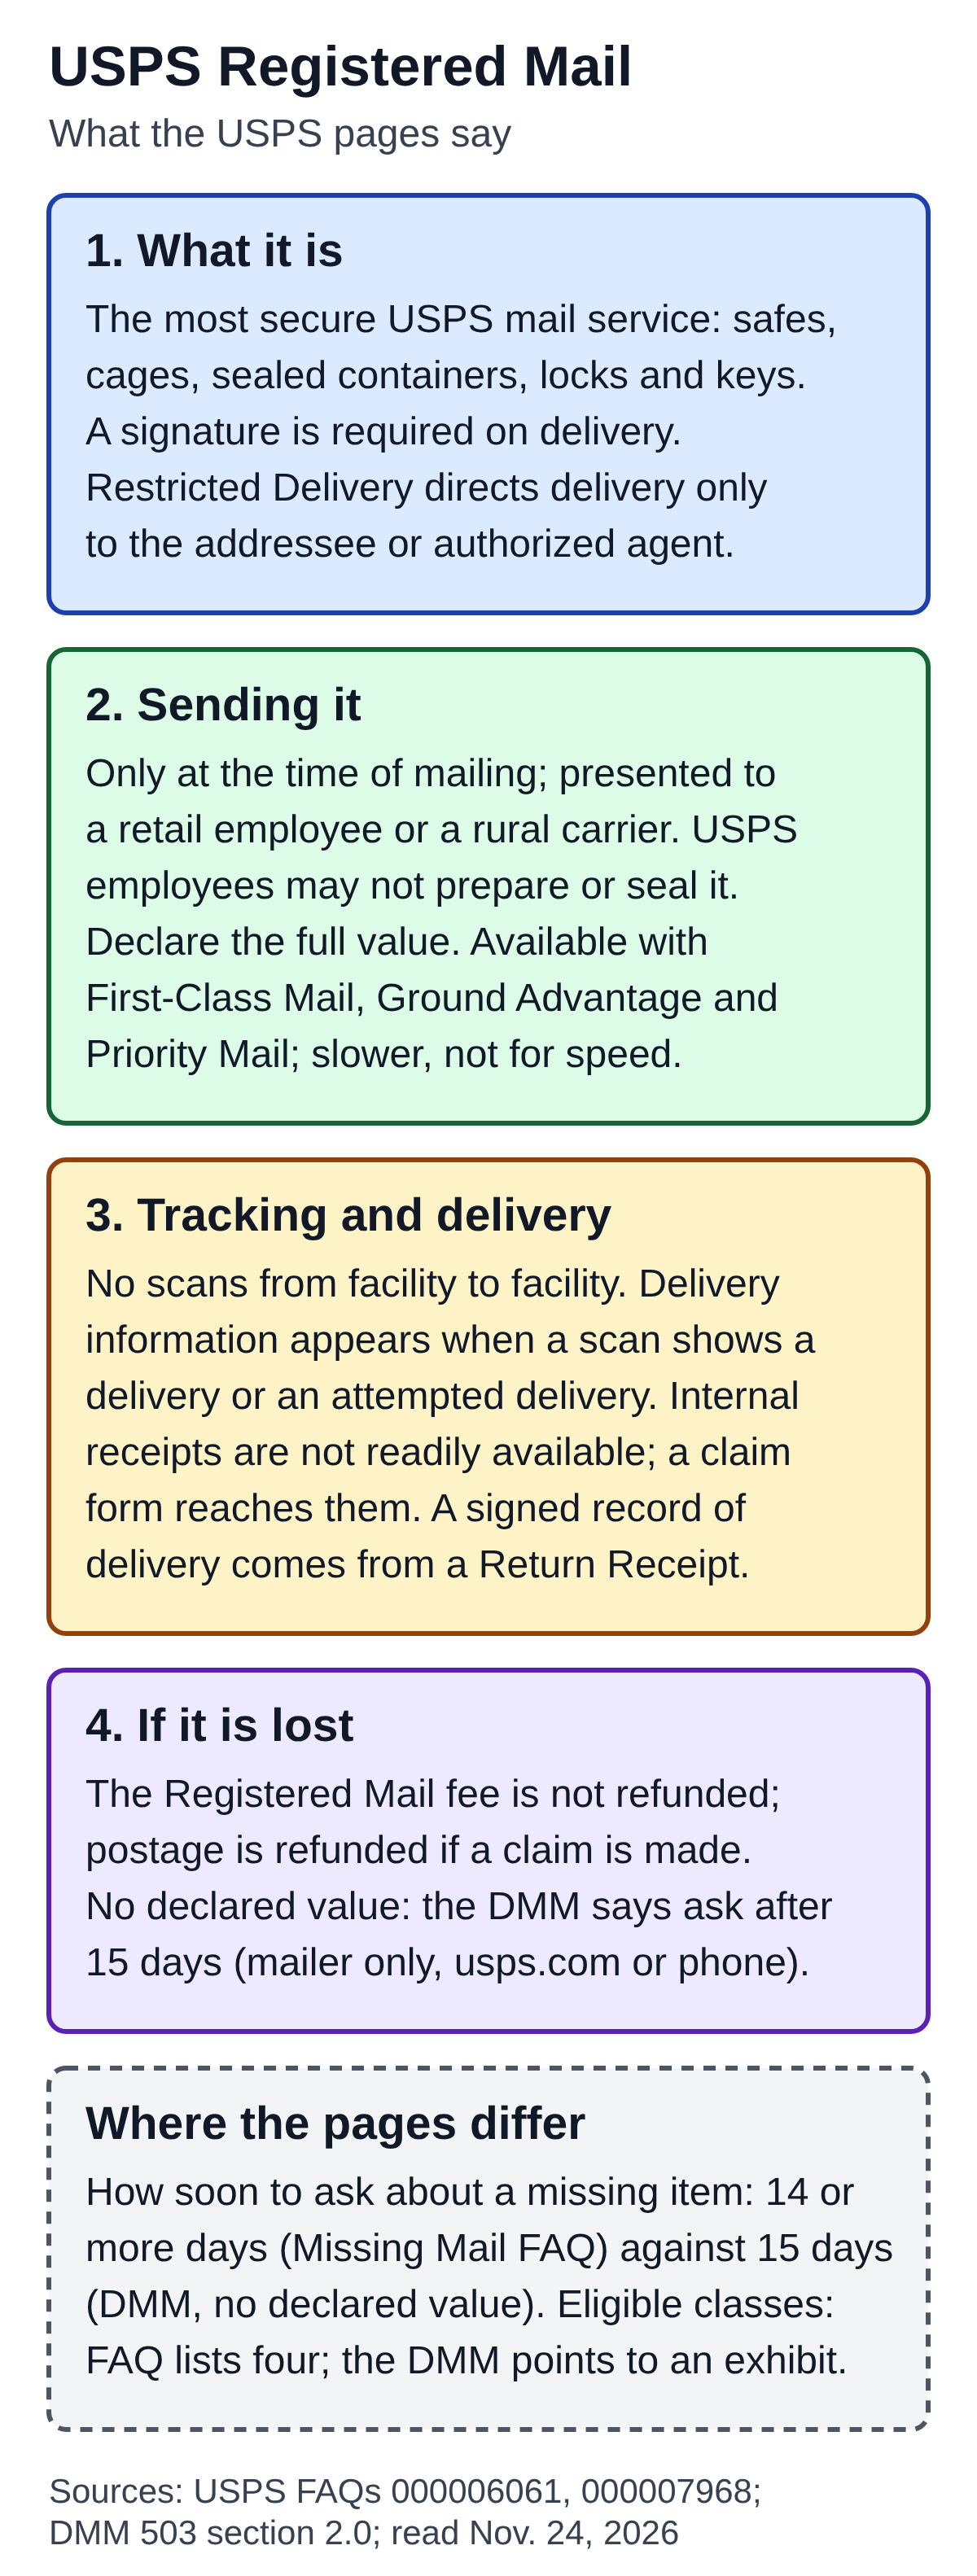 USPS Registered Mail
What the USPS pages say
1. What it is
The most secure USPS mail service: safes,
cages, sealed containers, locks and keys.
A signature is required on delivery.
Restricted Delivery directs delivery only
to the addressee or authorized agent.
2. Sending it
Only at the time of mailing; presented to
a retail employee or a rural carrier. USPS
employees may not prepare or seal it.
Declare the full value. Available with
First-Class Mail, Ground Advantage and
Priority Mail; slower, not for speed.
3. Tracking and delivery
No scans from facility to facility. Delivery
information appears when a scan shows a
delivery or an attempted delivery. Internal
receipts are not readily available; a claim
form reaches them. A signed record of
delivery comes from a Return Receipt.
4. If it is lost
The Registered Mail fee is not refunded;
postage is refunded if a claim is made.
No declared value: the DMM says ask after
15 days (mailer only, usps.com or phone).
Where the pages differ
How soon to ask about a missing item: 14 or
more days (Missing Mail FAQ) against 15 days
(DMM, no declared value). Eligible classes:
FAQ lists four; the DMM points to an exhibit.
Sources: USPS FAQs 000006061, 000007968;
DMM 503 section 2.0; read Nov. 24, 2026